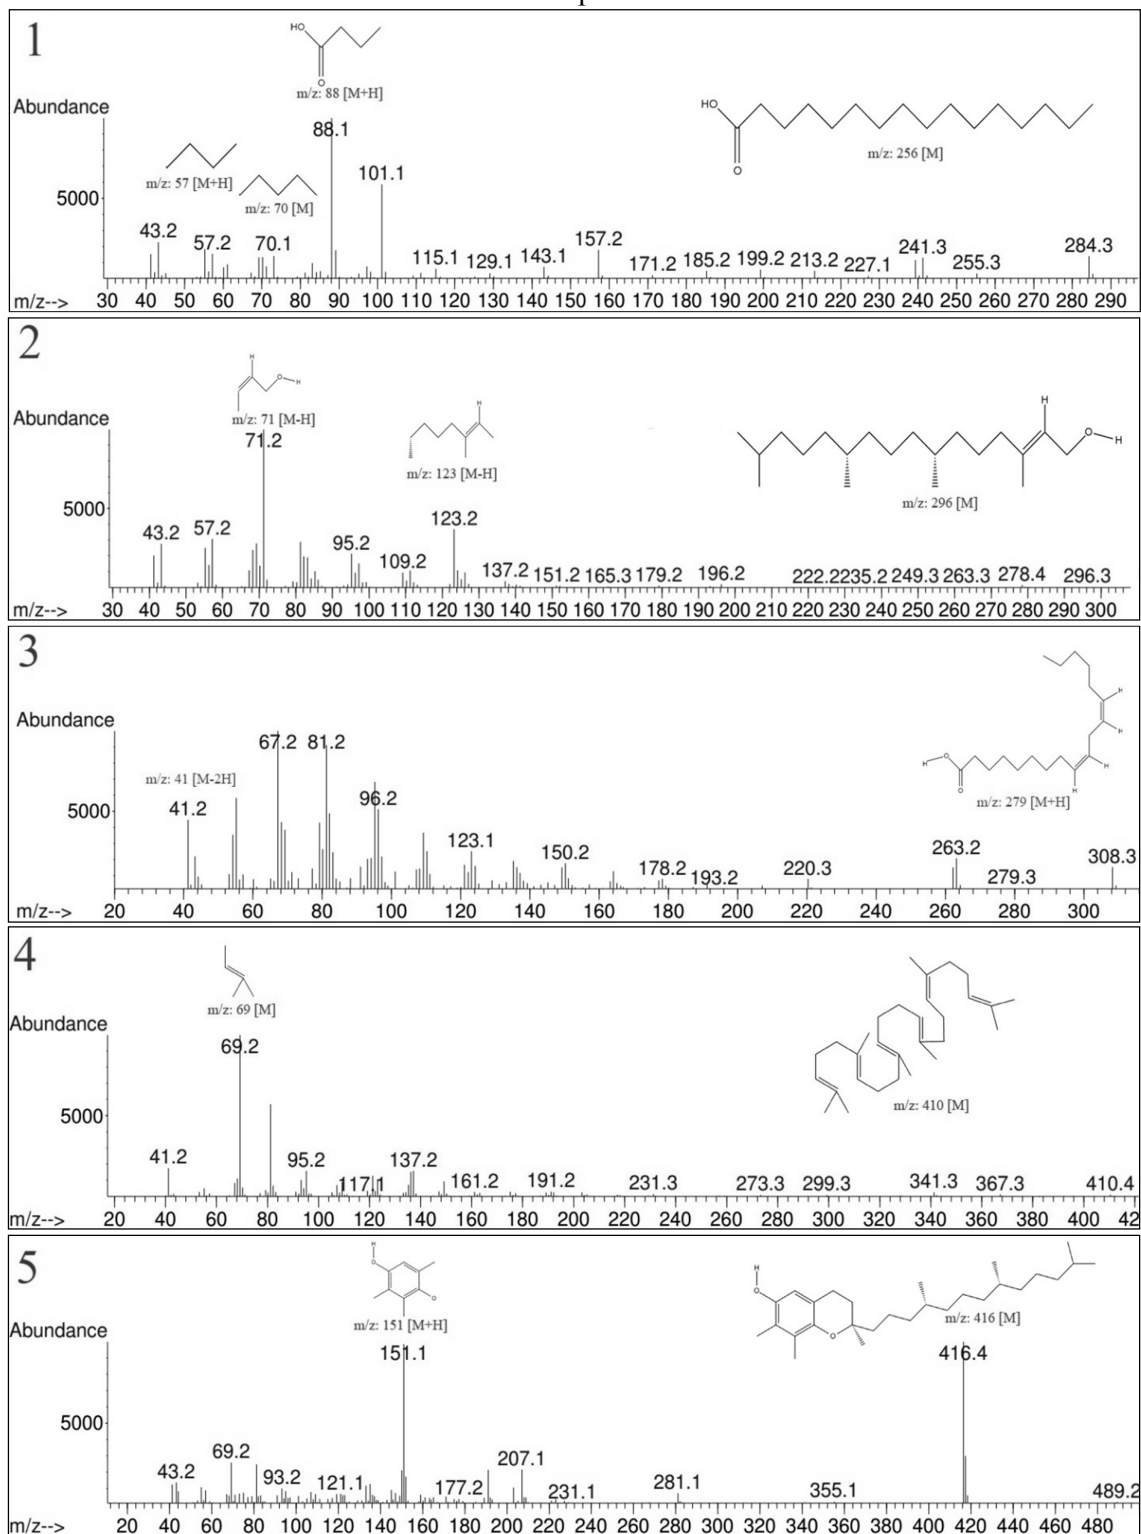 1
HO
O
m/z: 88 [M+H]
Abundance
88.1
HO
O
m/z: 256 [M]
m/z: 57 [M+H]
m/z: 70 [M]
101.1
5000
43.2 57.2 70.1 115.1 129.1 143.1 157.2 171.2 185.2 199.2 213.2 227.1 241.3 255.3 284.3
m/z--> 30 40 50 60 70 80 90 100 110 120 130 140 150 160 170 180 190 200 210 220 230 240 250 260 270 280 290
2
H
O H
m/z: 71 [M-H]
Abundance
71.2
H
m/z: 123 [M-H]
H
O H
m/z: 296 [M]
5000
43.2 57.2 95.2 109.2 123.2 137.2 151.2 165.3 179.2 196.2 222.2 235.2 249.3 263.3 278.4 296.3
m/z--> 30 40 50 60 70 80 90 100 110 120 130 140 150 160 170 180 190 200 210 220 230 240 250 260 270 280 290 300
3
H
H
H
H
H O
O
m/z: 279 [M+H]
Abundance
67.2 81.2
m/z: 41 [M-2H]
5000
41.2 96.2 123.1 150.2 178.2 193.2 220.3 263.2 279.3 308.3
m/z--> 20 40 60 80 100 120 140 160 180 200 220 240 260 280 300
4
m/z: 69 [M]
Abundance
69.2
m/z: 410 [M]
5000
41.2 95.2 117.1 137.2 161.2 191.2 231.3 273.3 299.3 341.3 367.3 410.4
m/z--> 20 40 60 80 100 120 140 160 180 200 220 240 260 280 300 320 340 360 380 400 42
5
H
O
O
m/z: 151 [M+H]
H
O
O
m/z: 416 [M]
Abundance
151.1 416.4
5000
43.2 69.2 93.2 121.1 177.2 207.1 231.1 281.1 355.1 489.2
m/z--> 20 40 60 80 100 120 140 160 180 200 220 240 260 280 300 320 340 360 380 400 420 440 460 480